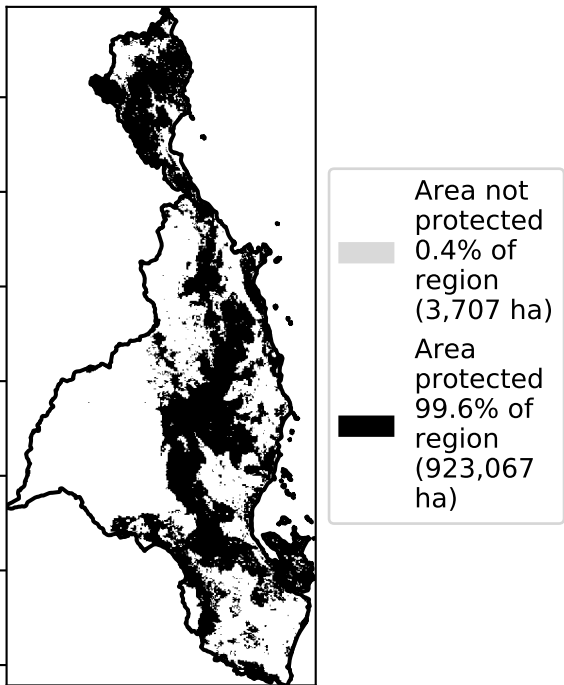 Area not
protected
0.4% of
region
(3,707 ha)
Area
protected
99.6% of
region
(923,067
ha)